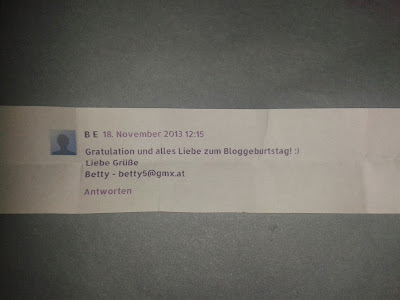 B E 18. November 2013 12:15
Gratulation und alles Liebe zum Bloggeburtstag! :)
Liebe Grüße
Betty - betty5@gmx.at
Antworten